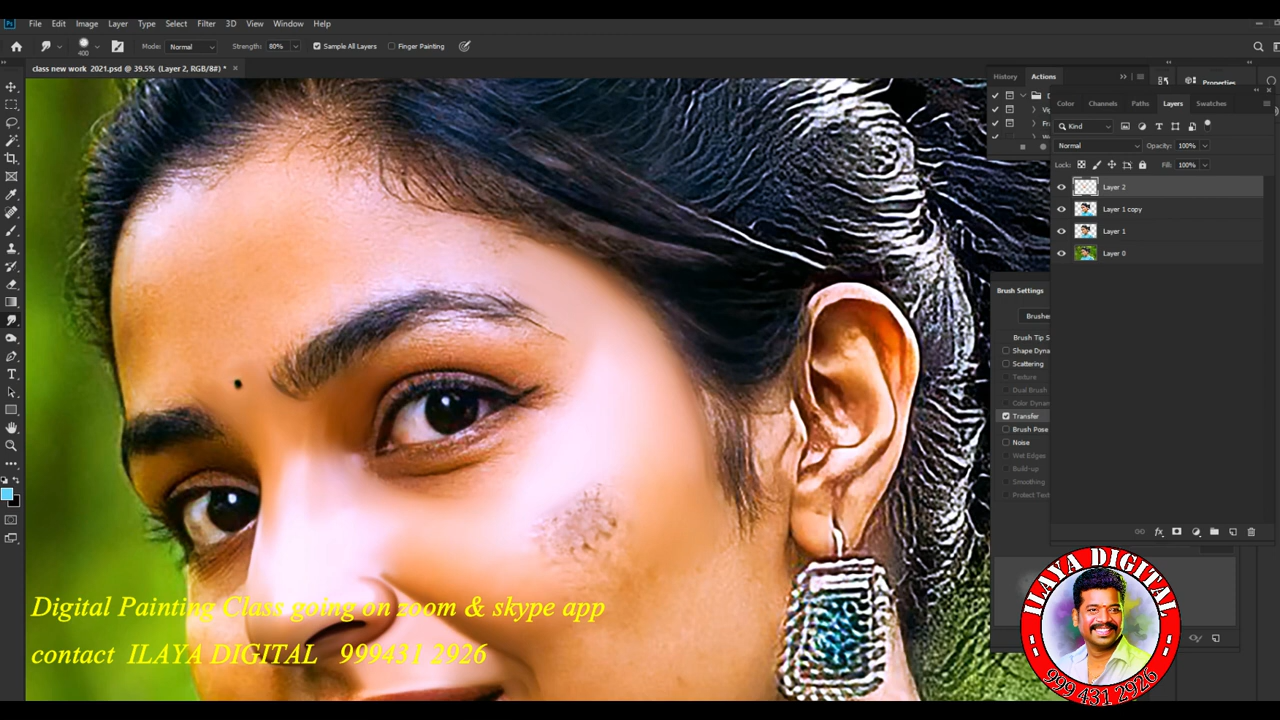 File Edit Image Layer Type Select Filter 3D View Window Help
400 Mode: Normal Strength: 80% Sample All Layers Finger Painting
class new work 2021.psd @ 39.5% (Layer 2, RGB/8#) * ×
History Actions
Properties
Color Channels Paths Layers Swatches
Kind
Normal Opacity: 100%
Lock: Fill: 100%
Layer 2
Layer 1 copy
Layer 1
Layer 0
Brush Settings
Brushes
Brush Tip S
Shape Dyna
Scattering
Texture
Dual Brush
Color Dynam
Transfer
Brush Pose
Noise
Wet Edges
Build-up
Smoothing
Protect Text
Digital Painting Class going on zoom & skype app
contact ILAYA DIGITAL 999431 2926
ILAYA DIGITAL
999 431 2926